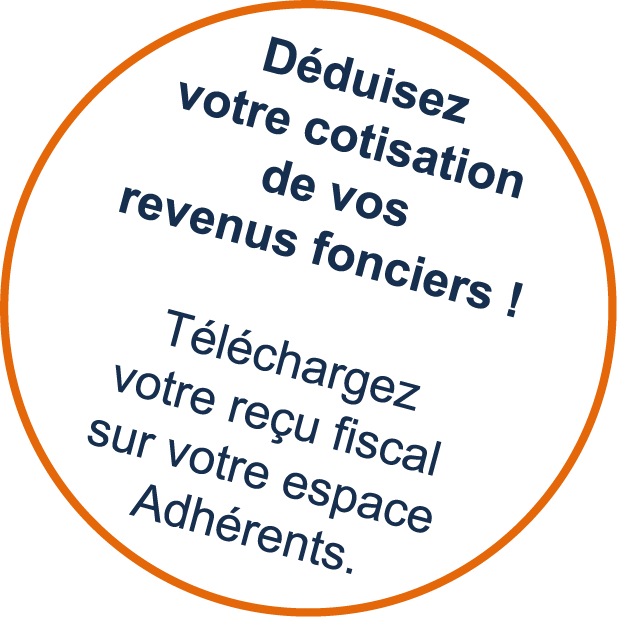 Déduisez
votre cotisation
de vos
revenus fonciers !
Téléchargez
votre reçu fiscal
sur votre espace
Adhérents.